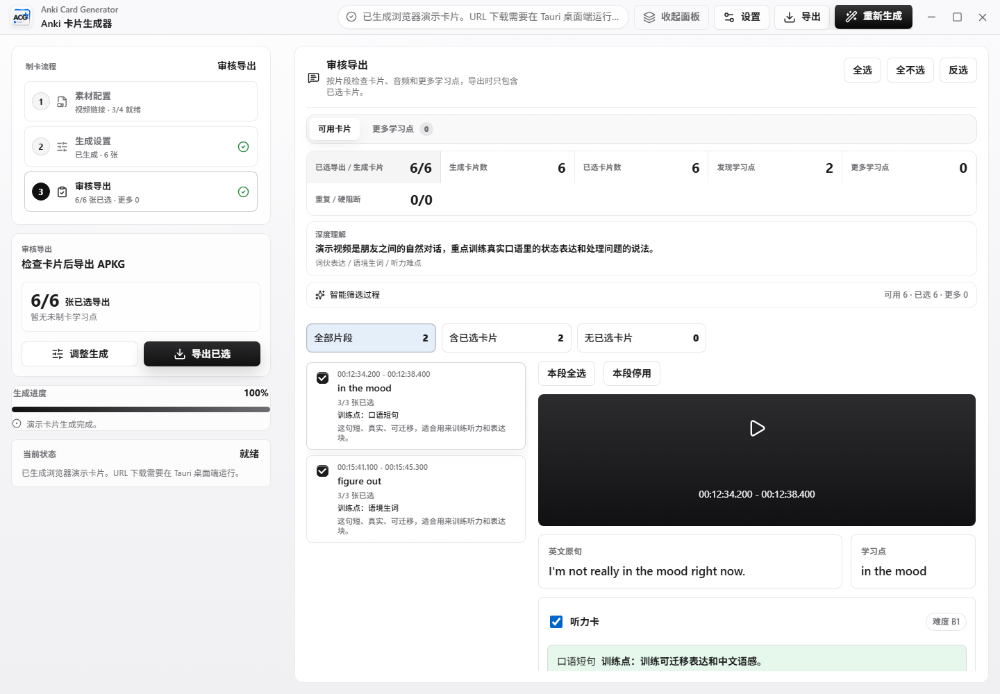 ACG
Anki Card Generator
Anki 卡片生成器
已生成浏览器演示卡片。URL 下载需要在 Tauri 桌面端运行...
收起面板
设置
导出
重新生成
制卡流程
审核导出
1
素材配置
视频链接 · 3/4 就绪
2
生成设置
已生成 · 6 张
3
审核导出
6/6 张已选 · 更多 0
审核导出
检查卡片后导出 APKG
6/6 张已选导出
暂无未制卡学习点
调整生成
导出已选
生成进度
100%
演示卡片生成完成。
当前状态
就绪
已生成浏览器演示卡片。URL 下载需要在 Tauri 桌面端运行。
审核导出
按片段检查卡片、音频和更多学习点，导出时只包含
已选卡片。
全选
全不选
反选
可用卡片
更多学习点 0
已选导出 / 生成卡片 6/6
生成卡片数 6
已选卡片数 6
发现学习点 2
更多学习点 0
重复 / 硬阻断 0/0
深度理解
演示视频是朋友之间的自然对话，重点训练真实口语里的状态表达和处理问题的说法。
词伙表达 / 语境生词 / 听力难点
智能筛选过程
可用 6 · 已选 6 · 更多 0
全部片段 2
含已选卡片 2
无已选卡片 0
00:12:34.200 - 00:12:38.400
in the mood
3/3 张已选
训练点：口语短句
这句短、真实、可迁移，适合用来训练听力和表达
块。
00:15:41.100 - 00:15:45.300
figure out
3/3 张已选
训练点：语境生词
这句短、真实、可迁移，适合用来训练听力和表达
块。
本段全选
本段停用
00:12:34.200 - 00:12:38.400
英文原句
I'm not really in the mood right now.
学习点
in the mood
听力卡
难度 B1
口语短句 训练点：训练可迁移表达和中文语感。